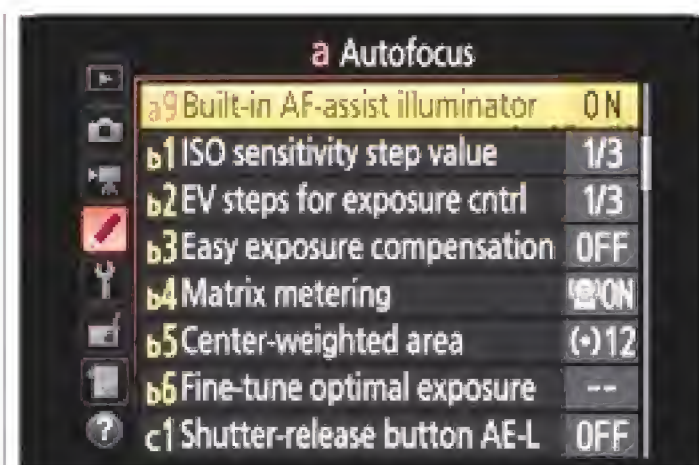 a Autofocus
a9 Built-in AF-assist illuminator ON
b1 ISO sensitivity step value 1/3
b2 EV steps for exposure cntrl 1/3
b3 Easy exposure compensation OFF
b4 Matrix metering ON
b5 Center-weighted area (•)12
b6 Fine-tune optimal exposure --
c1 Shutter-release button AE-L OFF
?